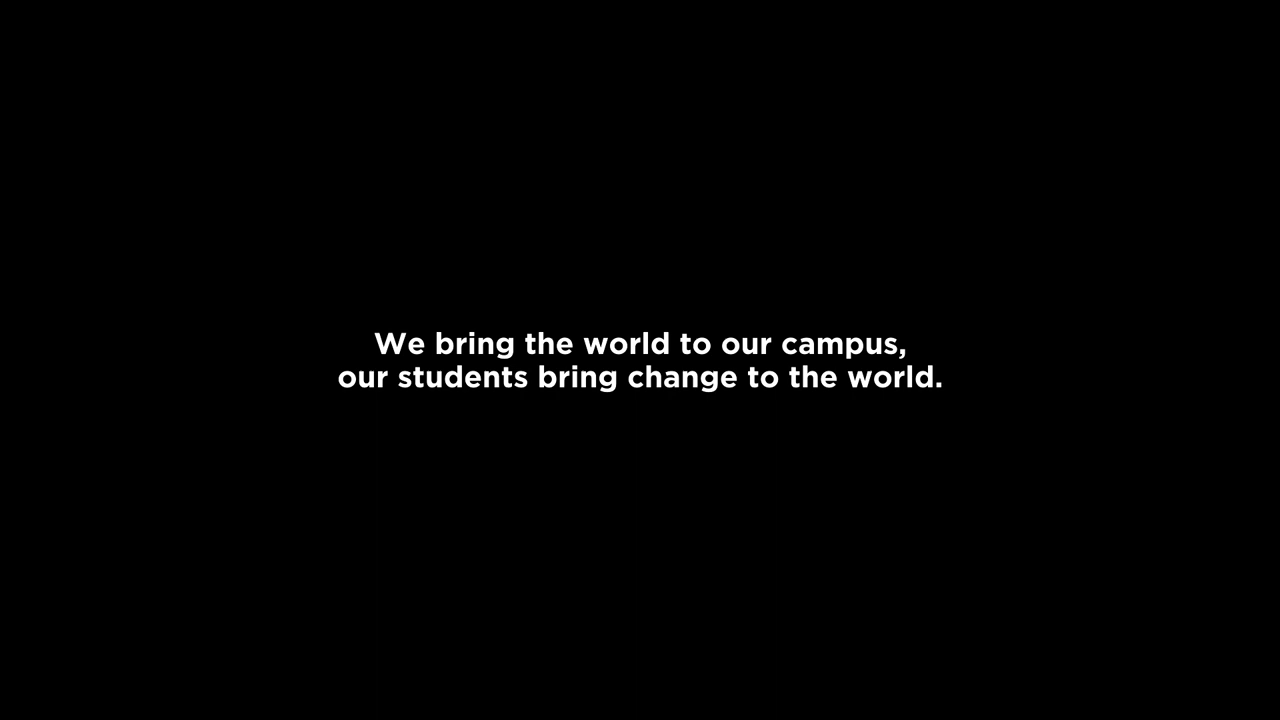 We bring the world to our campus,
our students bring change to the world.